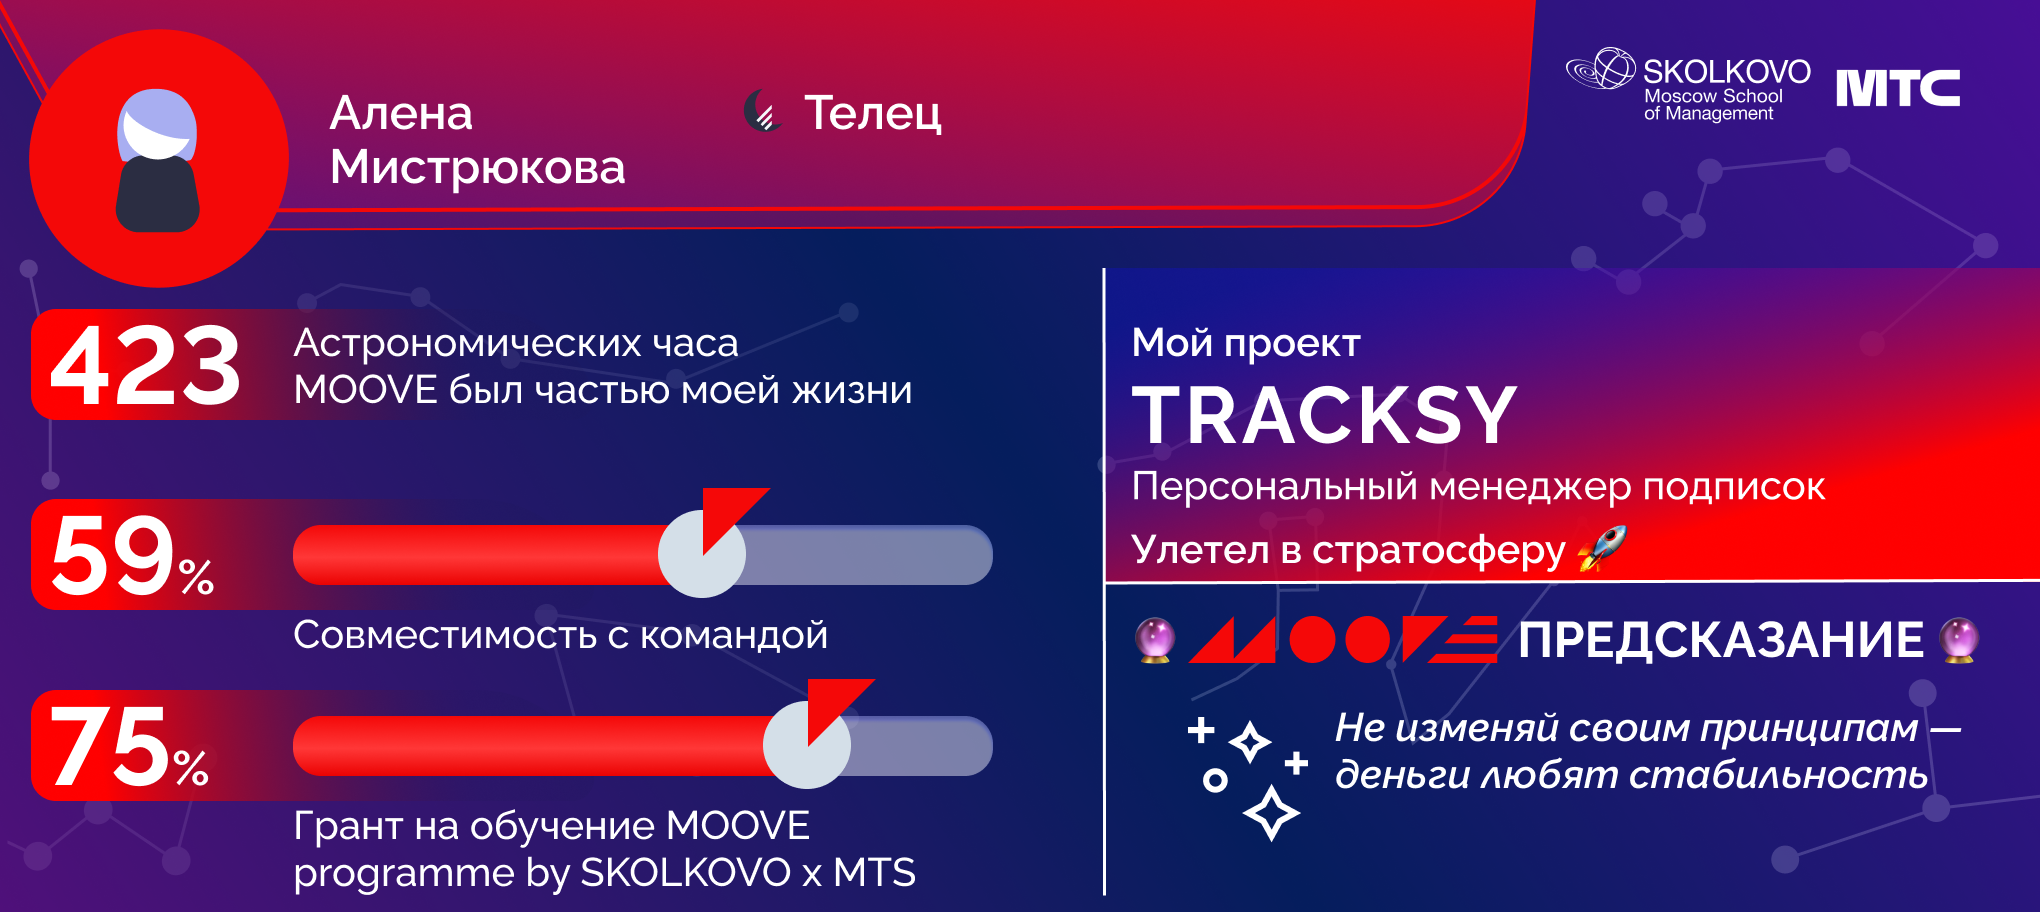 Алена
Мистрюкова
Телец
SKOLKOVO
Moscow School
of Management
МТС
423
Астрономических часа
MOOVE был частью моей жизни
59%
Совместимость с командой
75%
Грант на обучение MOOVE
programme by SKOLKOVO x MTS
Мой проект
TRACKSY
Персональный менеджер подписок
Улетел в стратосферу 🚀
🔮 MOOVE ПРЕДСКАЗАНИЕ 🔮
Не изменяй своим принципам —
деньги любят стабильность